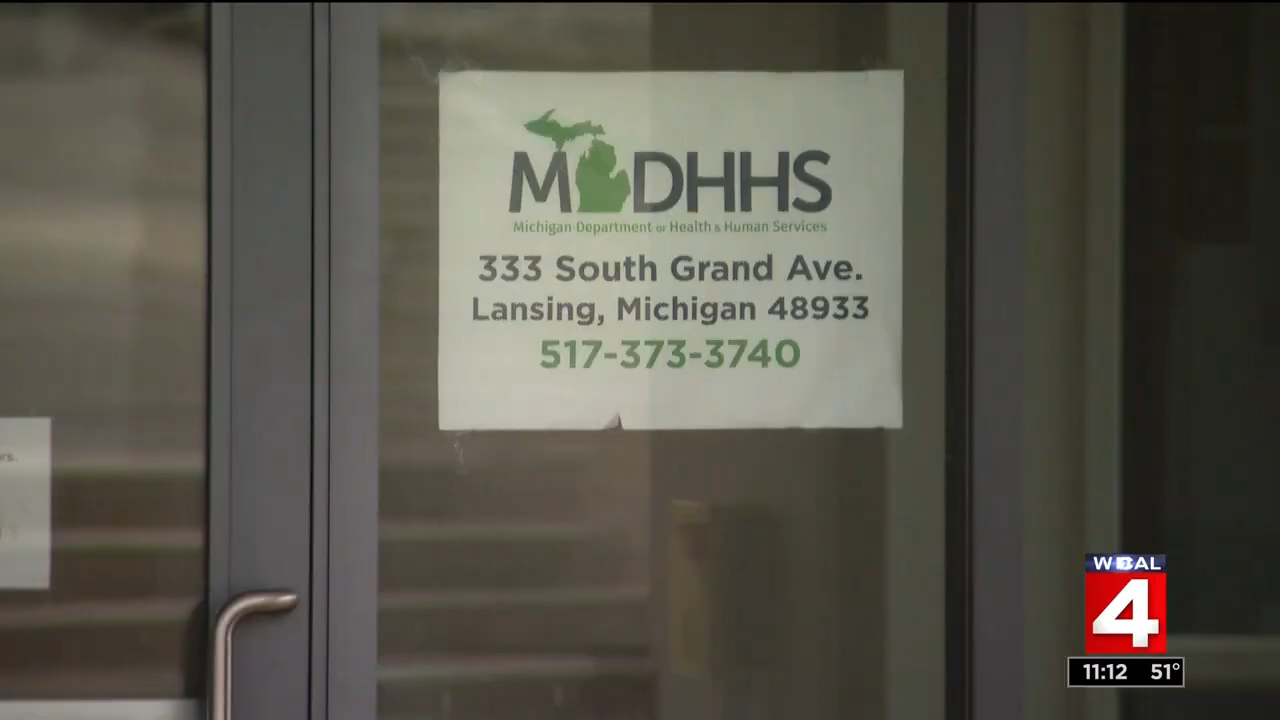 MDHHS
Michigan Department of Health & Human Services
333 South Grand Ave.
Lansing, Michigan 48933
517-373-3740
4
11:12 51°